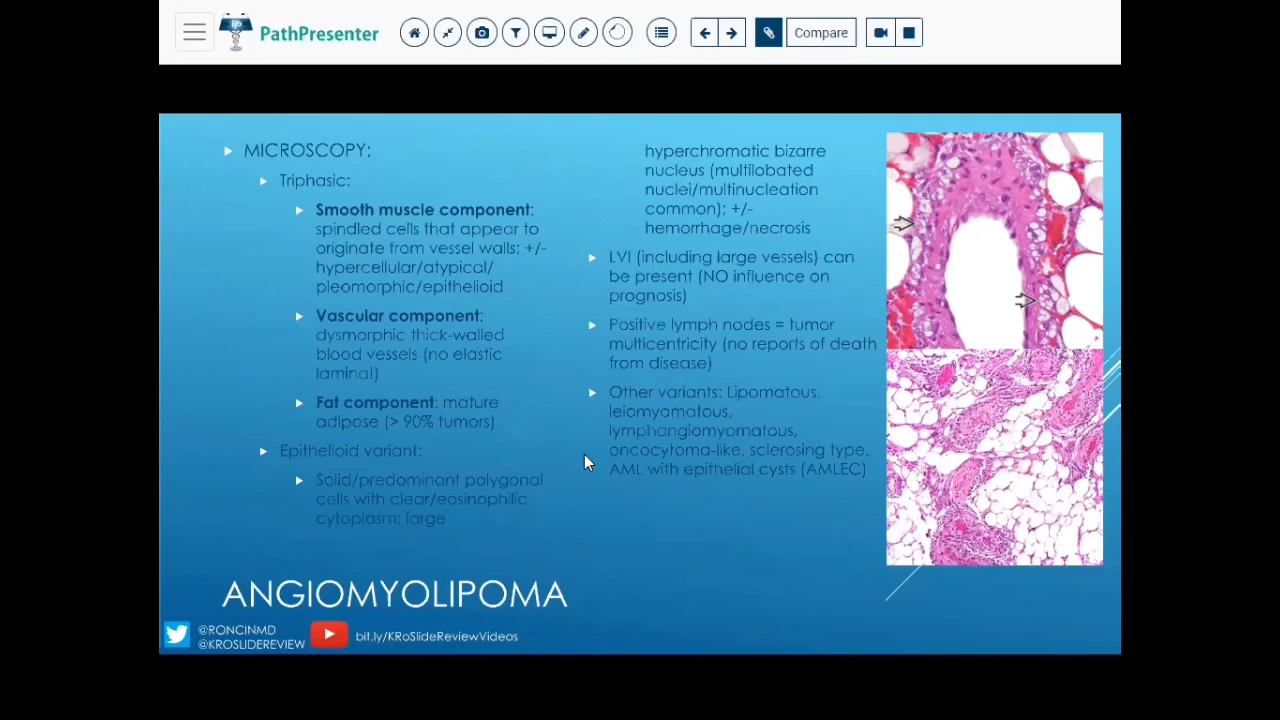 PathPresenter
Compare
MICROSCOPY:
Triphasic:
Smooth muscle component:
spindled cells that appear to
originate from vessel walls; +/-
hypercellular/atypical/
pleomorphic/epithelioid
Vascular component:
dysmorphic thick-walled
blood vessels (no elastic
lamina!)
Fat component: mature
adipose (> 90% tumors)
Epithelioid variant:
Solid/predominant polygonal
cells with clear/eosinophilic
cytoplasm; large
hyperchromatic bizarre
nucleus (multilobated
nuclei/multinucleation
common); +/-
hemorrhage/necrosis
LVI (including large vessels) can
be present (NO influence on
prognosis)
Positive lymph nodes = tumor
multicentricity (no reports of death
from disease)
Other variants: Lipomatous,
leiomyomatous,
lymphangiomyomatous,
oncocytoma-like, sclerosing type,
AML with epithelial cysts (AMLEC)
ANGIOMYOLIPOMA
@RONCINMD
@KROSLIDEREVIEW
bit.ly/KRoSlideReviewVideos